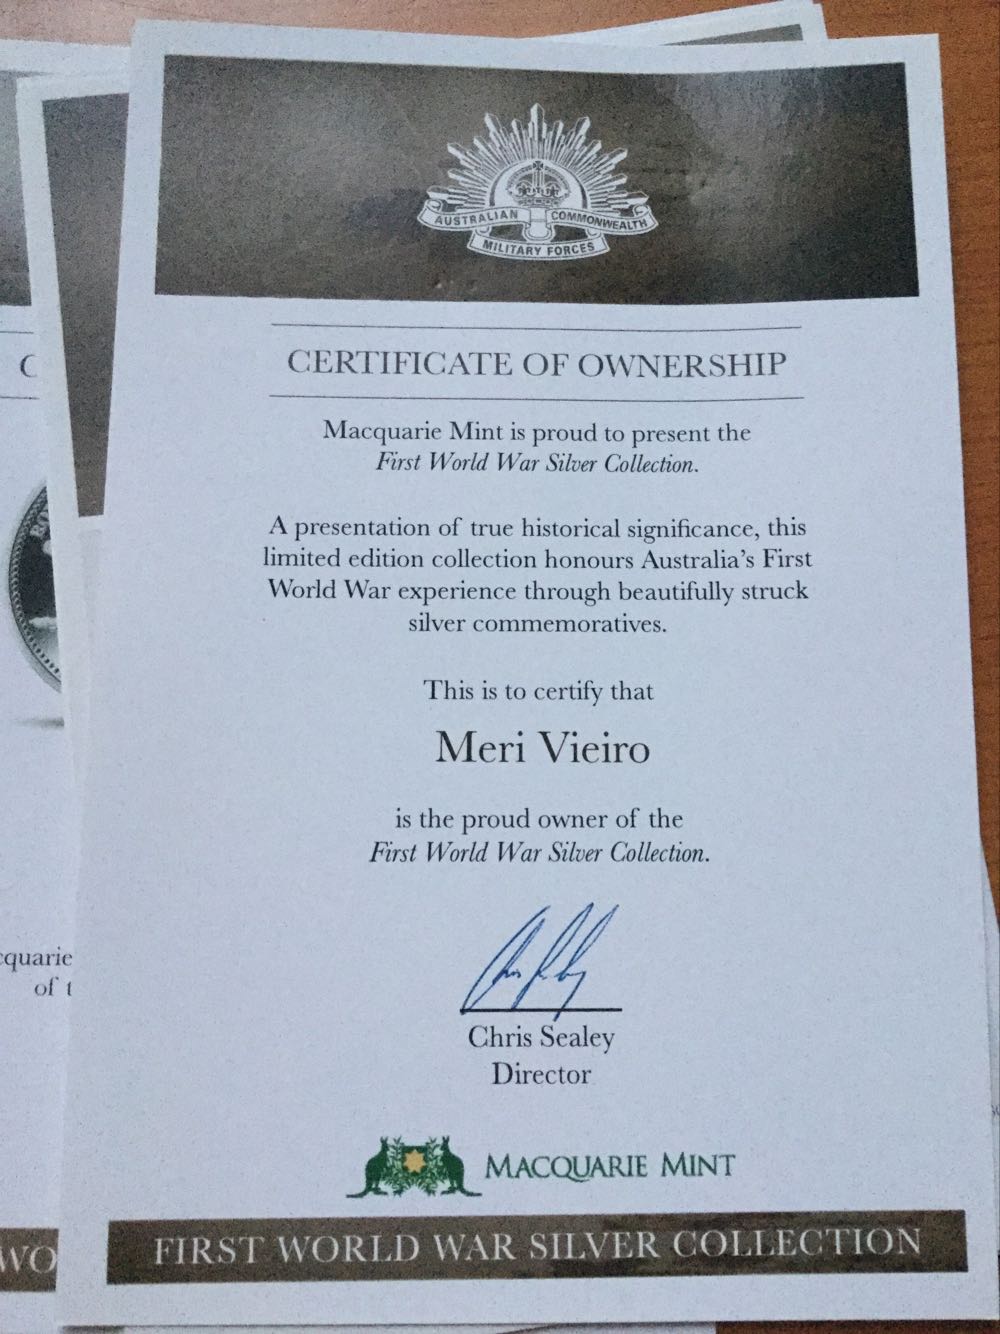 AUSTRALIAN COMMONWEALTH
MILITARY FORCES
CERTIFICATE OF OWNERSHIP
Macquarie Mint is proud to present the
First World War Silver Collection.
A presentation of true historical significance, this
limited edition collection honours Australia's First
World War experience through beautifully struck
silver commemoratives.
This is to certify that
Meri Vieiro
is the proud owner of the
First World War Silver Collection.
Chris Sealey
Director
MACQUARIE MINT
FIRST WORLD WAR SILVER COLLECTION
C
cquarie
of t
WO